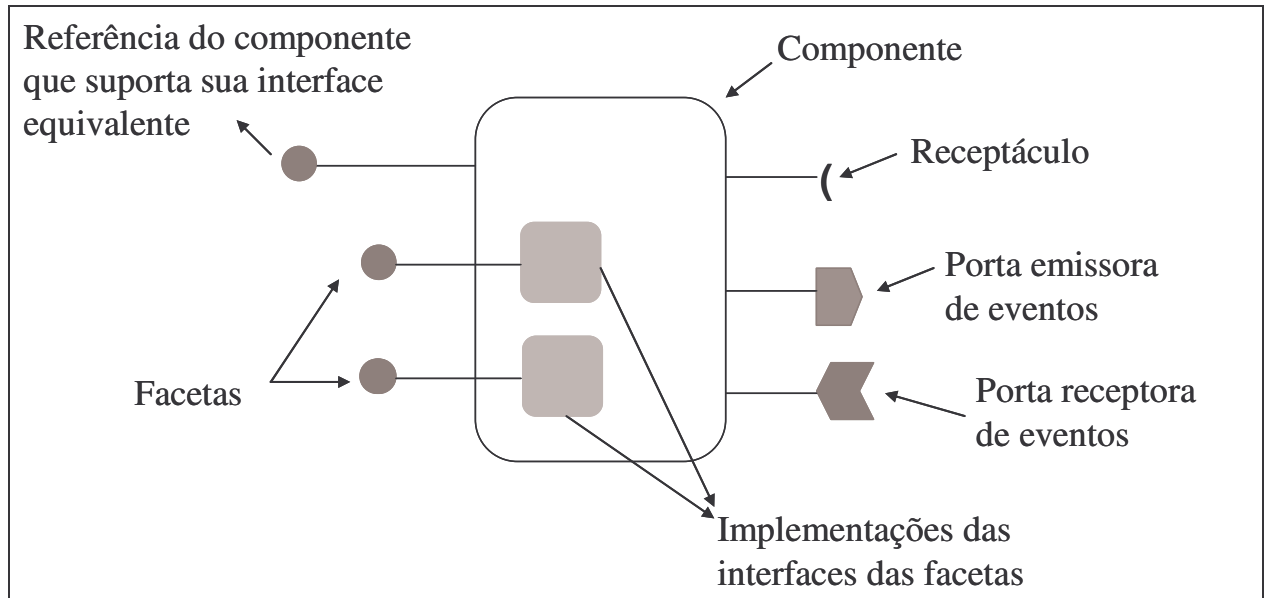 Referência do componente
que suporta sua interface
equivalente
Componente
Receptáculo
Porta emissora
de eventos
Facetas
Porta receptora
de eventos
Implementações das
interfaces das facetas